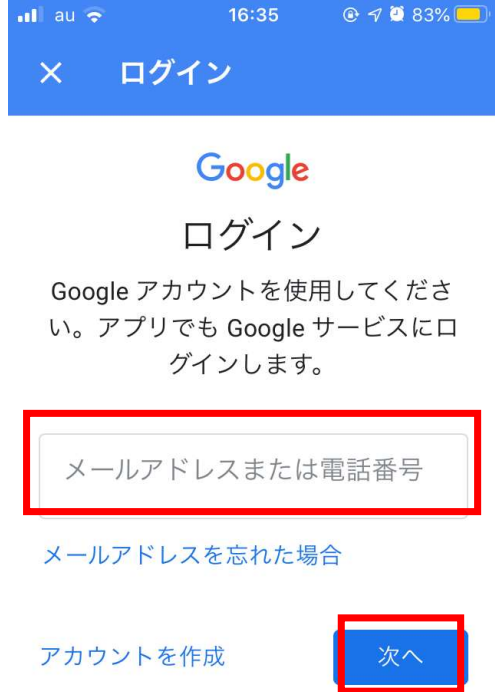 au 16:35 83%
× ログイン
Google
ログイン
Google アカウントを使用してくださ
い。アプリでも Google サービスにロ
グインします。
メールアドレスまたは電話番号
メールアドレスを忘れた場合
アカウントを作成 次へ